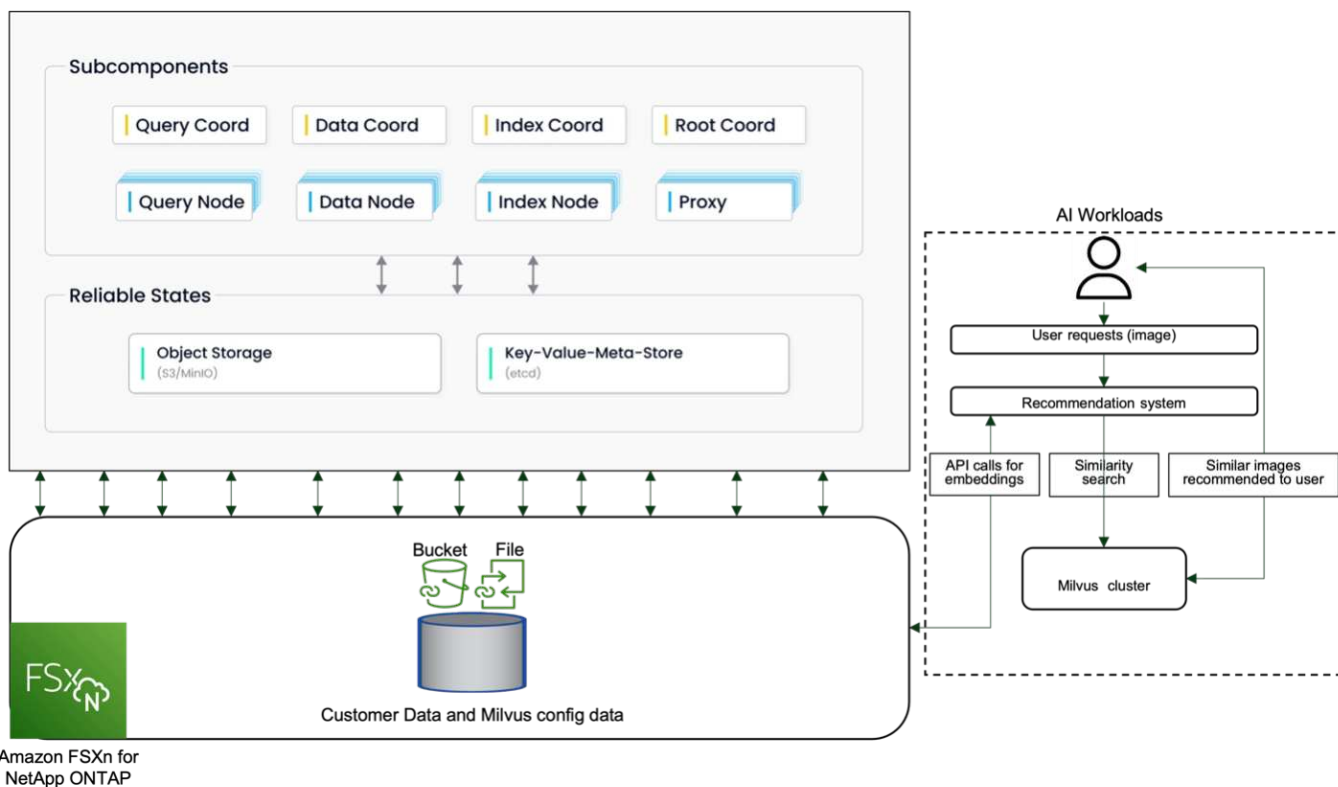 Subcomponents
Query Coord
Data Coord
Index Coord
Root Coord
Query Node
Data Node
Index Node
Proxy
Reliable States
Object Storage
(S3/MinIO)
Key-Value-Meta-Store
(etcd)
Bucket
File
Customer Data and Milvus config data
FSx
N
Amazon FSXn for
NetApp ONTAP
AI Workloads
User requests (image)
Recommendation system
API calls for
embeddings
Similarity
search
Similar images
recommended to user
Milvus cluster